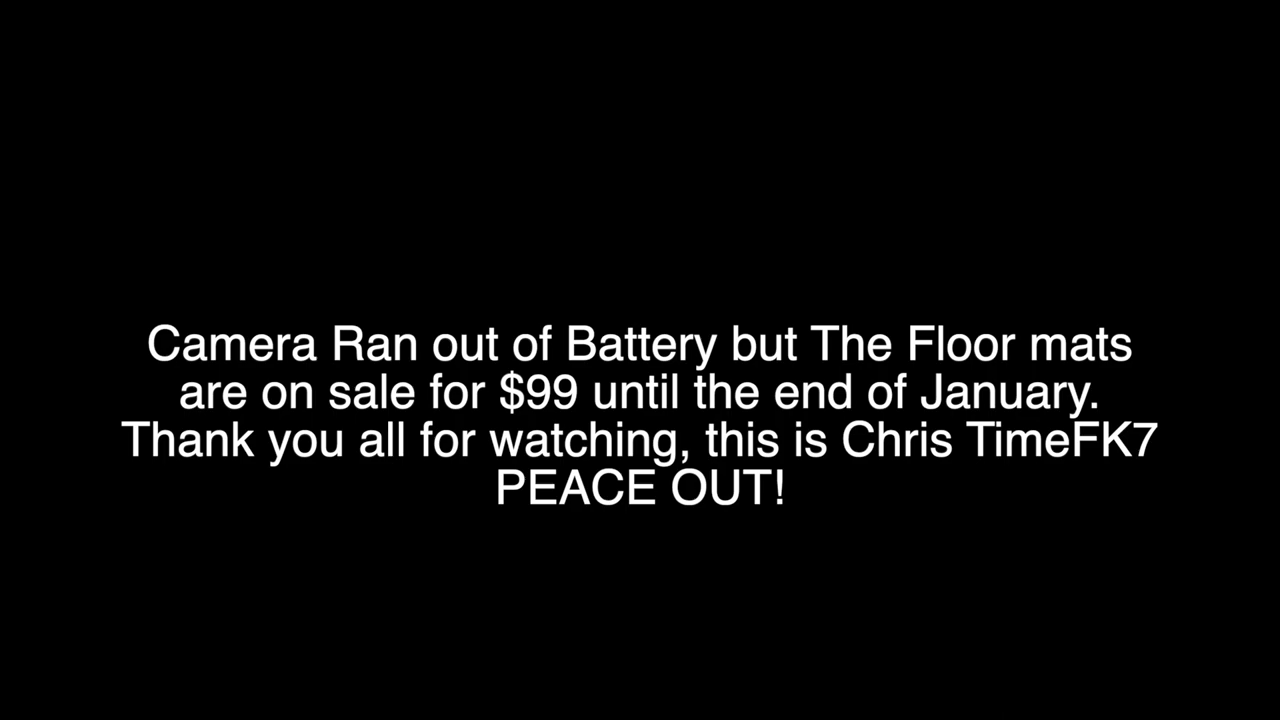 Camera Ran out of Battery but The Floor mats
are on sale for $99 until the end of January.
Thank you all for watching, this is Chris TimeFK7
PEACE OUT!